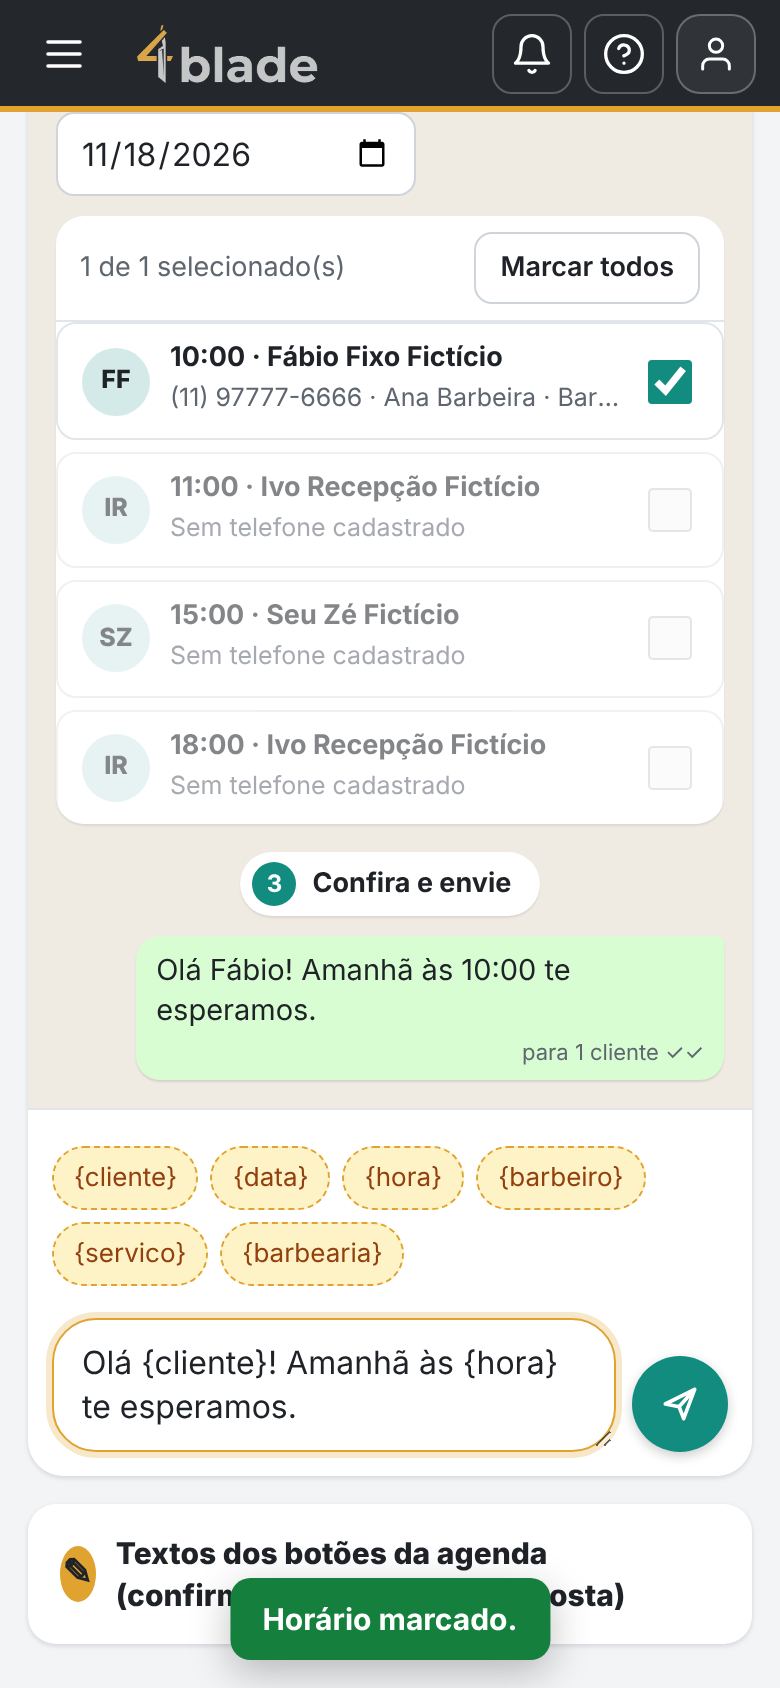 4blade
11/18/2026
1 de 1 selecionado(s)
Marcar todos
FF
10:00 · Fábio Fixo Fictício
(11) 97777-6666 · Ana Barbeira · Bar...
IR
11:00 · Ivo Recepção Fictício
Sem telefone cadastrado
SZ
15:00 · Seu Zé Fictício
Sem telefone cadastrado
IR
18:00 · Ivo Recepção Fictício
Sem telefone cadastrado
3 Confira e envie
Olá Fábio! Amanhã às 10:00 te
esperamos.
para 1 cliente ✓✓
{cliente} {data} {hora} {barbeiro}
{servico} {barbearia}
Olá {cliente}! Amanhã às {hora}
te esperamos.
Textos dos botões da agenda
Horário marcado.